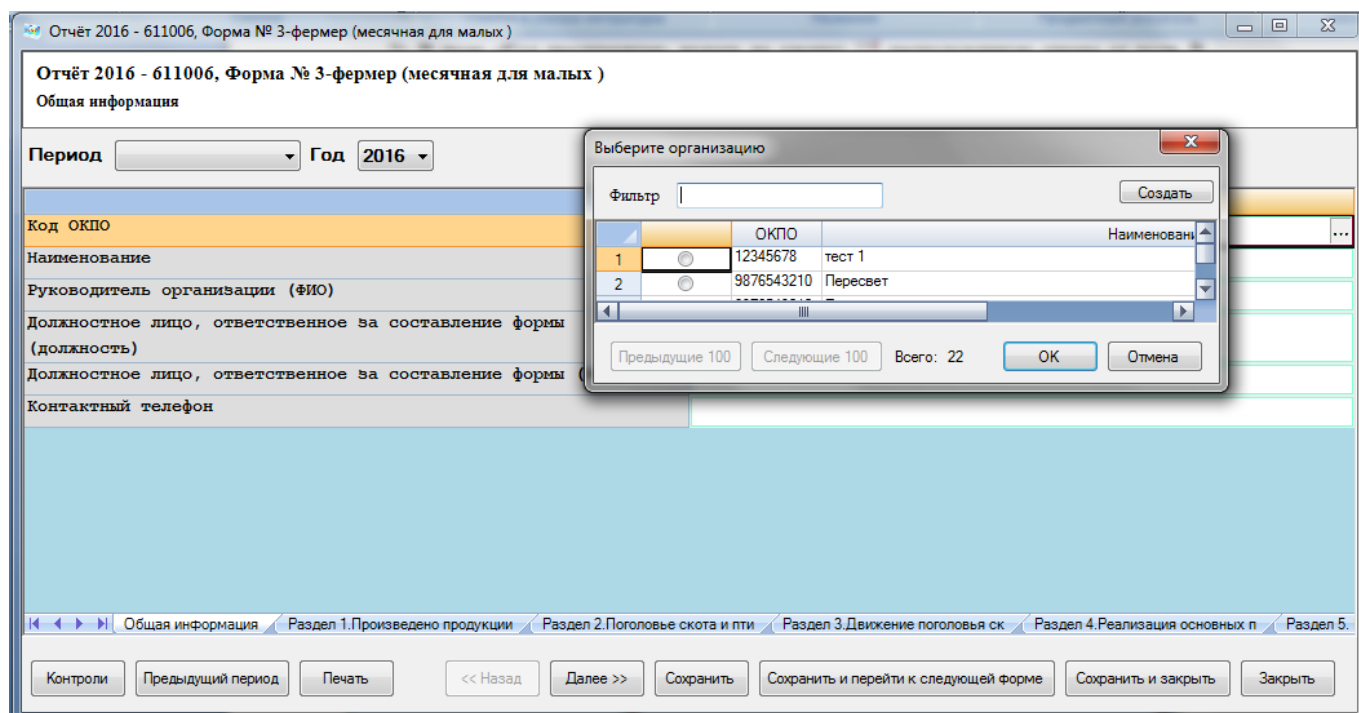 Отчёт 2016 - 611006, Форма № 3-фермер (месячная для малых )
Отчёт 2016 - 611006, Форма № 3-фермер (месячная для малых )
Общая информация
Период Год 2016
Код ОКПО ...
Наименование
Руководитель организации (ФИО)
Должностное лицо, ответственное за составление формы
(должность)
Должностное лицо, ответственное за составление формы (
Контактный телефон
Выберите организацию
Фильтр Создать
ОКПО Наименовани
1 12345678 тест 1
2 9876543210 Пересвет
Предыдущие 100 Следующие 100 Всего: 22 OK Отмена
Общая информация Раздел 1.Произведено продукции Раздел 2.Поголовье скота и пти Раздел 3.Движение поголовья ск Раздел 4.Реализация основных п Раздел 5.
Контроли Предыдущий период Печать << Назад Далее >> Сохранить Сохранить и перейти к следующей форме Сохранить и закрыть Закрыть